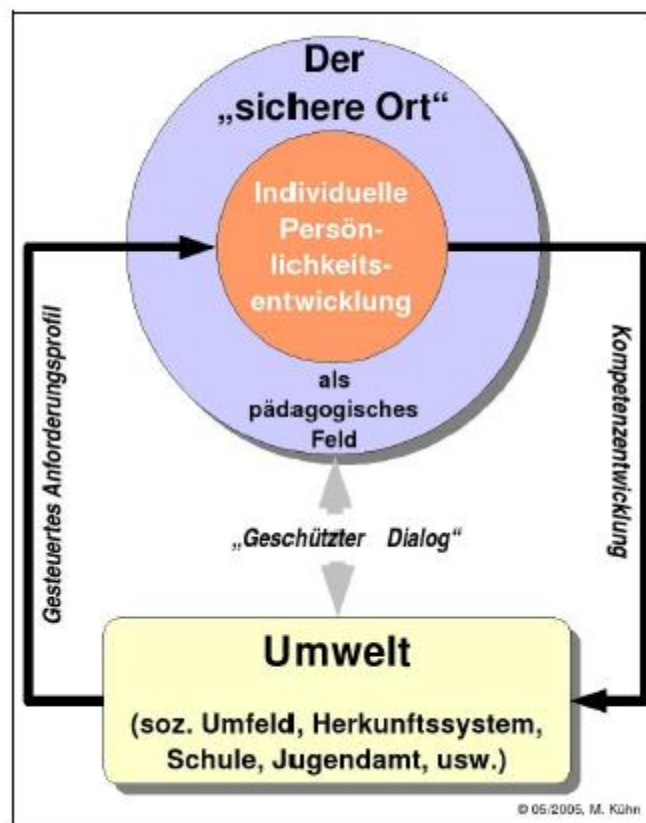 Der
„sichere Ort“
Individuelle
Persön-
lichkeits-
entwicklung
als
pädagogisches
Feld
Gesteuertes Anforderungsprofil
Kompetenzentwicklung
„Geschützter Dialog“
Umwelt
(soz. Umfeld, Herkunftssystem,
Schule, Jugendamt, usw.)
© 05/2005, M. Kühn